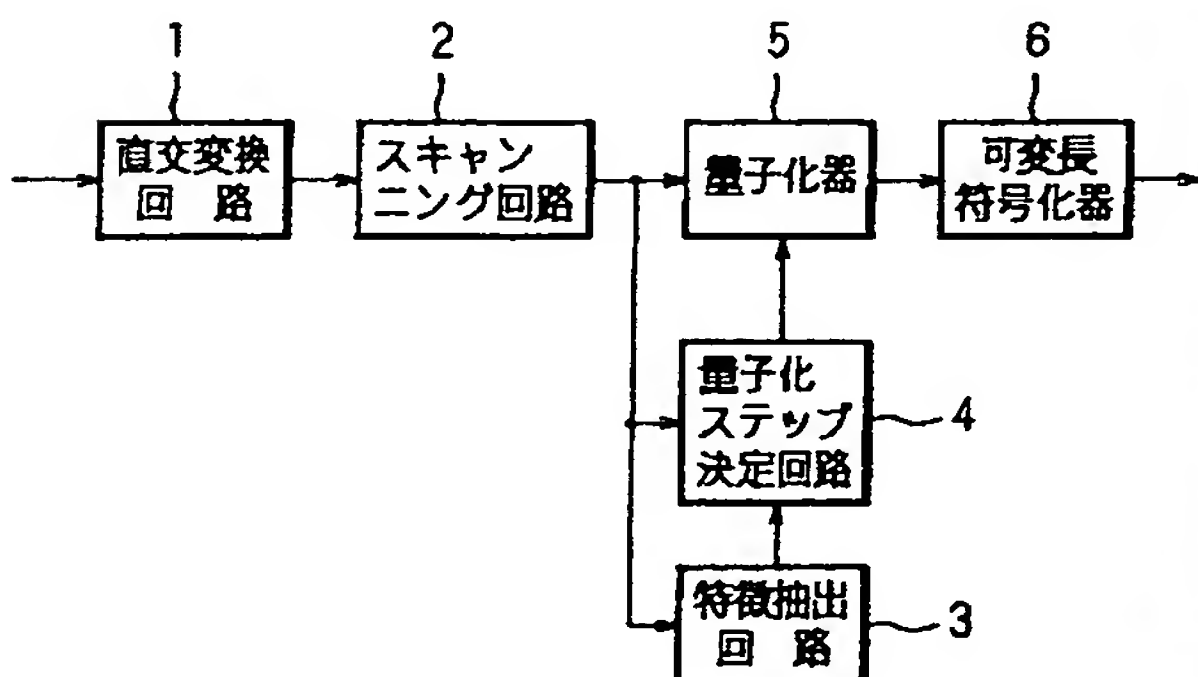 1
直交変換
回 路
2
スキャン
ニング回路
5
量子化器
6
可変長
符号化器
量子化
ステップ
決定回路
4
特徴抽出
回 路
3